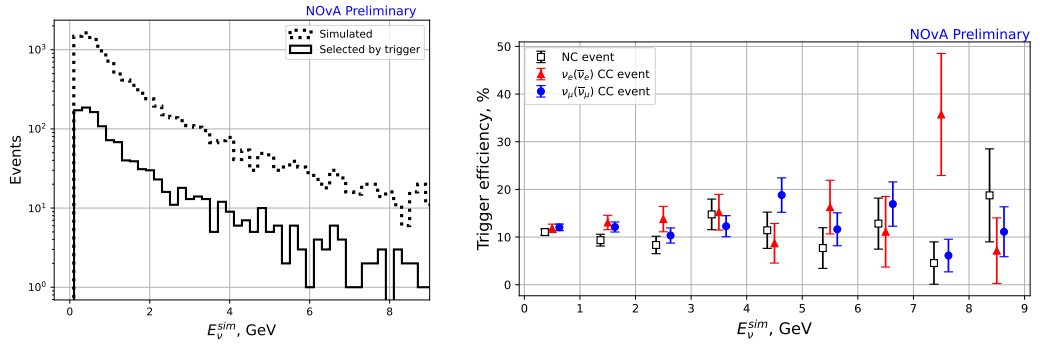 NOvA Preliminary
Simulated
Selected by trigger
Events
10³
10²
10¹
10⁰
0 2 4 6 8
E_ν^{sim}, GeV
NOvA Preliminary
NC event
ν_e(ν̅_e) CC event
ν_μ(ν̅_μ) CC event
Trigger efficiency, %
50
40
30
20
10
0
0 1 2 3 4 5 6 7 8 9
E_ν^{sim}, GeV